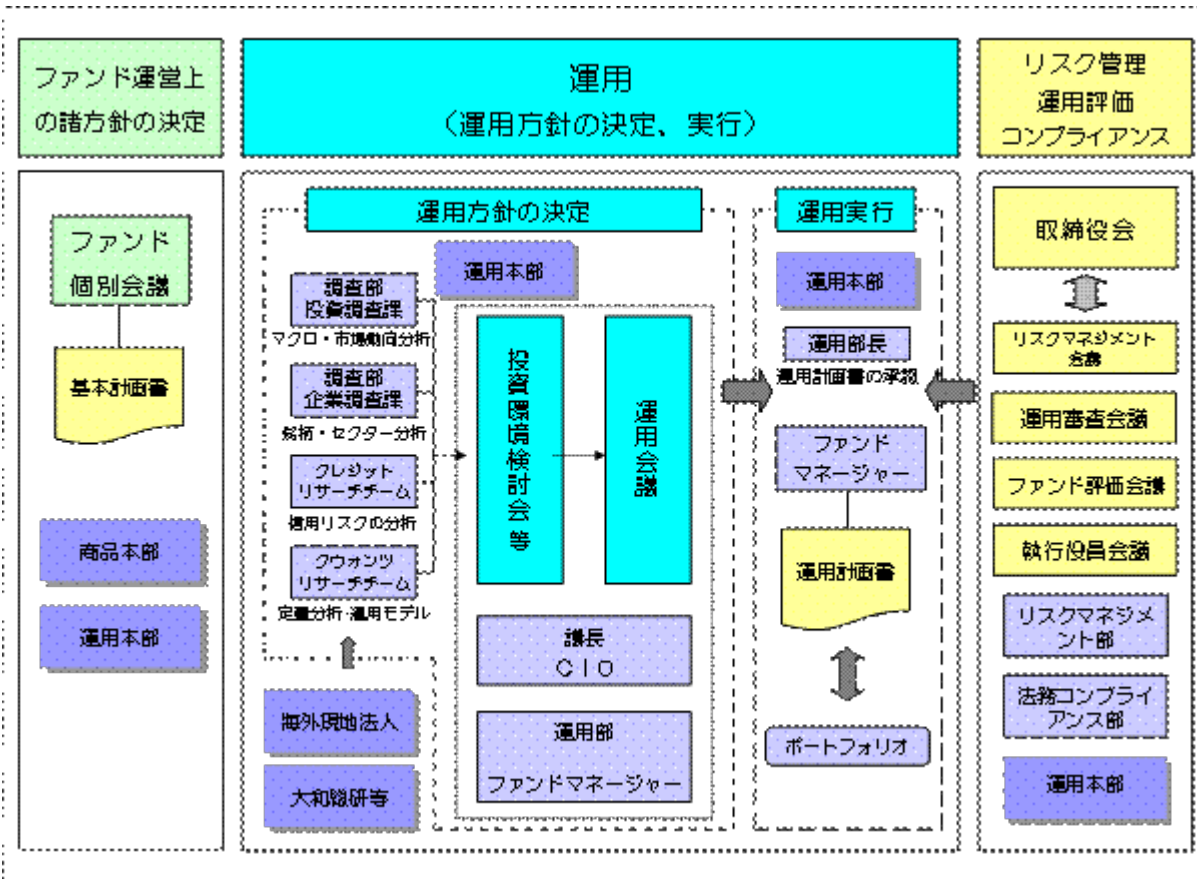 ファンド運営上
の諸方針の決定
運用
（運用方針の決定、実行）
リスク管理
運用評価
コンプライアンス
ファンド
個別会議
基本計画書
商品本部
運用本部
運用方針の決定
運用本部
調査部
投資調査課
マクロ・市場動向分析
調査部
企業調査課
銘柄・セクター分析
クレジット
リサーチチーム
信用リスクの分析
クウォンツ
リサーチチーム
定量分析・運用モデル
海外現地法人
大和総研等
投資環境検討会 等
運用会議
議長
ＣＩＯ
運用部
ファンドマネージャー
運用実行
運用本部
運用部長
運用計画書の承認
ファンド
マネージャー
運用計画書
ポートフォリオ
取締役会
リスクマネジメント
会議
運用審査会議
ファンド評価会議
執行役員会議
リスクマネジメ
ント部
法務コンプライ
アンス部
運用本部